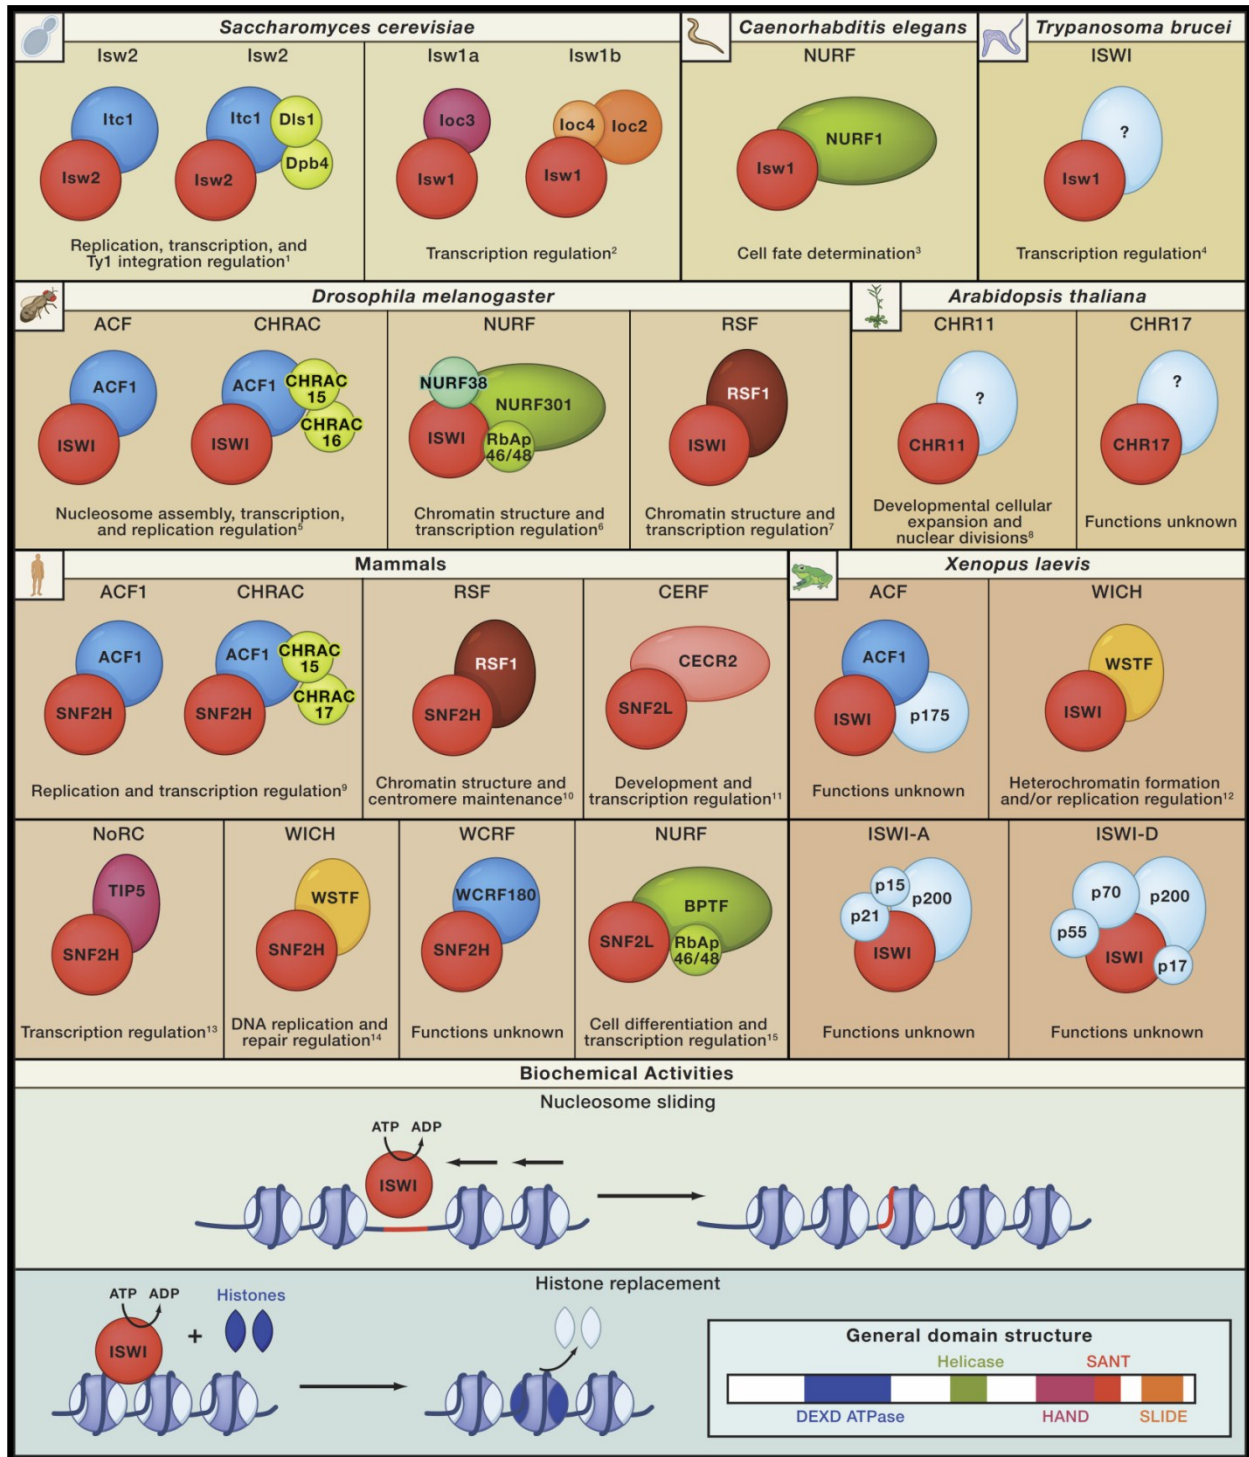 Saccharomyces cerevisiae
Isw2
Isw2
Isw1a
Isw1b
Itc1
Isw2
Itc1
Dls1
Dpb4
Isw2
Ioc3
Isw1
Ioc4
Ioc2
Isw1
Replication, transcription, and
Ty1 integration regulation¹
Transcription regulation²
Caenorhabditis elegans
NURF
NURF1
Isw1
Cell fate determination³
Trypanosoma brucei
ISWI
?
Isw1
Transcription regulation⁴
Drosophila melanogaster
ACF
CHRAC
NURF
RSF
ACF1
ISWI
ACF1
CHRAC
15
CHRAC
16
ISWI
NURF38
NURF301
ISWI
RbAp
46/48
RSF1
ISWI
Nucleosome assembly, transcription,
and replication regulation⁵
Chromatin structure and
transcription regulation⁶
Chromatin structure and
transcription regulation⁷
Arabidopsis thaliana
CHR11
CHR17
?
CHR11
?
CHR17
Developmental cellular
expansion and
nuclear divisions⁸
Functions unknown
Mammals
ACF1
CHRAC
RSF
CERF
ACF1
SNF2H
ACF1
CHRAC
15
CHRAC
17
SNF2H
RSF1
SNF2H
CECR2
SNF2L
Replication and transcription regulation⁹
Chromatin structure and
centromere maintenance¹⁰
Development and
transcription regulation¹¹
Xenopus laevis
ACF
WICH
ACF1
ISWI
p175
WSTF
ISWI
Functions unknown
Heterochromatin formation
and/or replication regulation¹²
NoRC
WICH
WCRF
NURF
TIP5
SNF2H
WSTF
SNF2H
WCRF180
SNF2H
BPTF
SNF2L
RbAp
46/48
Transcription regulation¹³
DNA replication and
repair regulation¹⁴
Functions unknown
Cell differentiation and
transcription regulation¹⁵
ISWI-A
ISWI-D
p15
p200
p21
ISWI
p70
p200
p55
ISWI
p17
Functions unknown
Functions unknown
Biochemical Activities
Nucleosome sliding
ATP
ADP
ISWI
Histone replacement
ATP
ADP
Histones
ISWI
+
General domain structure
Helicase
SANT
DEXD ATPase
HAND
SLIDE